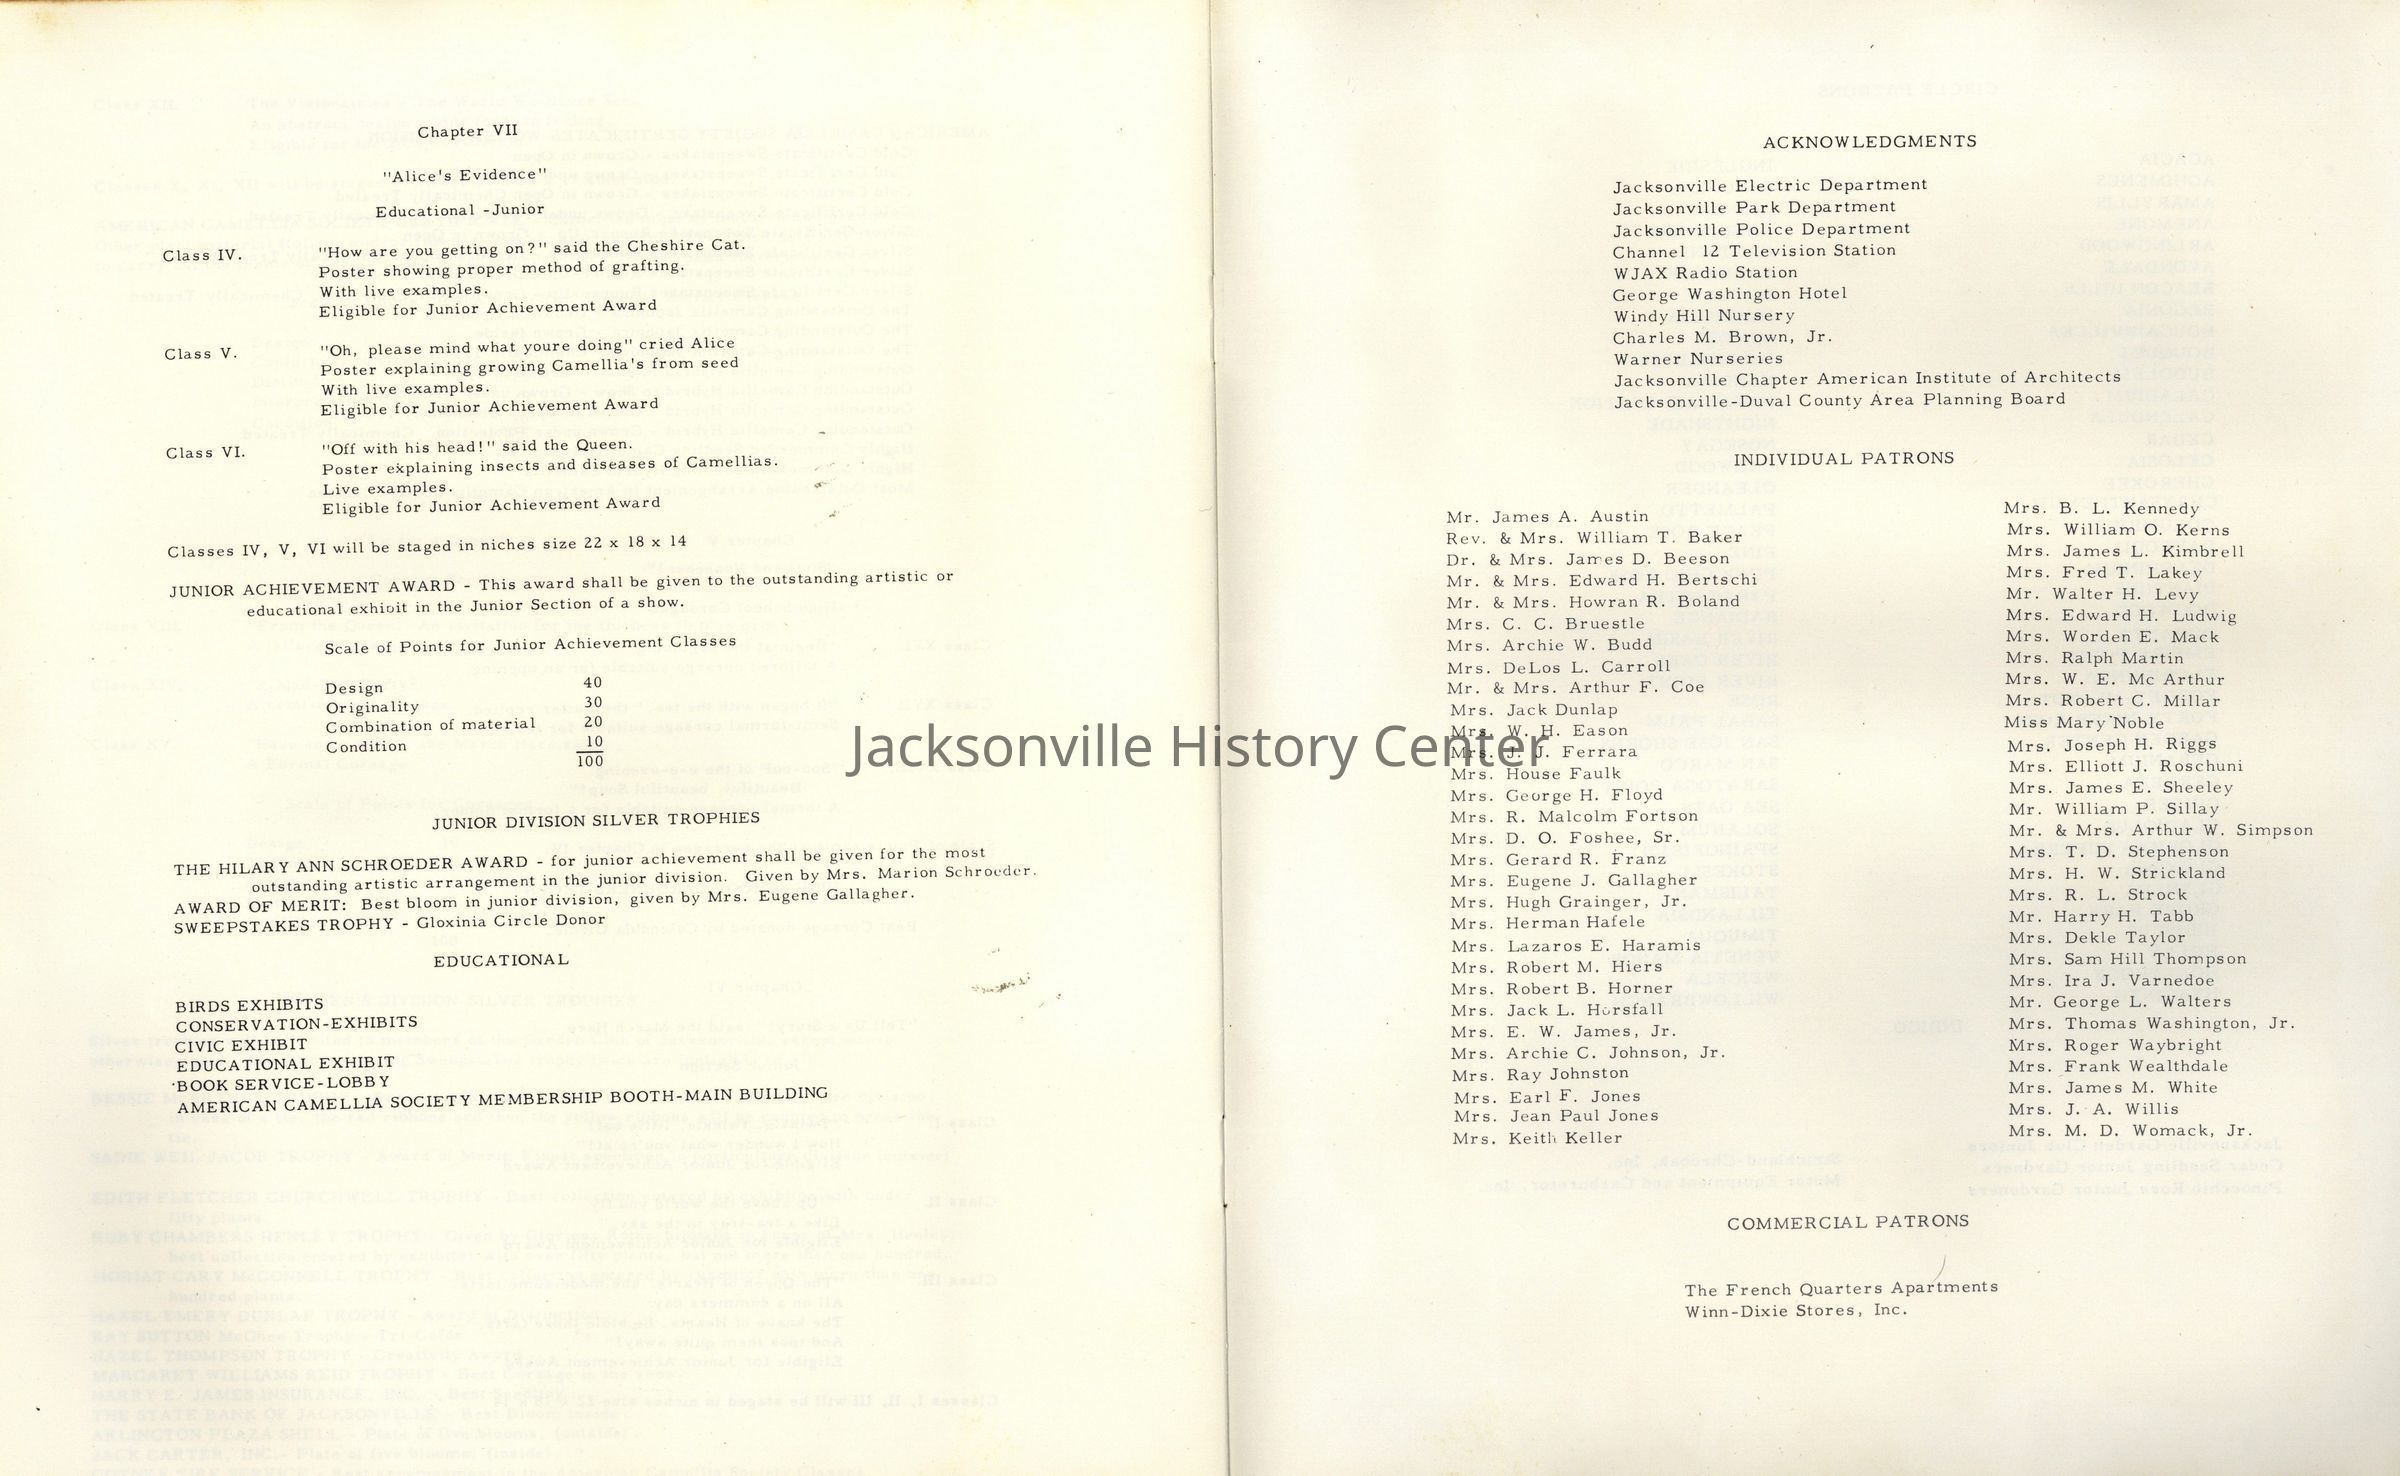 Chapter VII
"Alice's Evidence"
Educational -Junior
Class IV. "How are you getting on?" said the Cheshire Cat.
Poster showing proper method of grafting.
With live examples.
Eligible for Junior Achievement Award
Class V. "Oh, please mind what youre doing" cried Alice
Poster explaining growing Camellia's from seed
With live examples.
Eligible for Junior Achievement Award
Class VI. "Off with his head!" said the Queen.
Poster explaining insects and diseases of Camellias.
Live examples.
Eligible for Junior Achievement Award
Classes IV, V, VI will be staged in niches size 22 x 18 x 14
JUNIOR ACHIEVEMENT AWARD - This award shall be given to the outstanding artistic or
educational exhibit in the Junior Section of a show.
Scale of Points for Junior Achievement Classes
Design 40
Originality 30
Combination of material 20
Condition 10
100
JUNIOR DIVISION SILVER TROPHIES
THE HILARY ANN SCHROEDER AWARD - for junior achievement shall be given for the most
outstanding artistic arrangement in the junior division. Given by Mrs. Marion Schroeder.
AWARD OF MERIT: Best bloom in junior division, given by Mrs. Eugene Gallagher.
SWEEPSTAKES TROPHY - Gloxinia Circle Donor
EDUCATIONAL
BIRDS EXHIBITS
CONSERVATION-EXHIBITS
CIVIC EXHIBIT
EDUCATIONAL EXHIBIT
BOOK SERVICE-LOBBY
AMERICAN CAMELLIA SOCIETY MEMBERSHIP BOOTH-MAIN BUILDING
ACKNOWLEDGMENTS
Jacksonville Electric Department
Jacksonville Park Department
Jacksonville Police Department
Channel 12 Television Station
WJAX Radio Station
George Washington Hotel
Windy Hill Nursery
Charles M. Brown, Jr.
Warner Nurseries
Jacksonville Chapter American Institute of Architects
Jacksonville-Duval County Area Planning Board
INDIVIDUAL PATRONS
Mr. James A. Austin
Rev. & Mrs. William T. Baker
Dr. & Mrs. James D. Beeson
Mr. & Mrs. Edward H. Bertschi
Mr. & Mrs. Howran R. Boland
Mrs. C. C. Bruestle
Mrs. Archie W. Budd
Mrs. DeLos L. Carroll
Mr. & Mrs. Arthur F. Coe
Mrs. Jack Dunlap
Mrs. W. H. Eason
Mrs. J. J. Ferrara
Mrs. House Faulk
Mrs. George H. Floyd
Mrs. R. Malcolm Fortson
Mrs. D. O. Foshee, Sr.
Mrs. Gerard R. Franz
Mrs. Eugene J. Gallagher
Mrs. Hugh Grainger, Jr.
Mrs. Herman Hafele
Mrs. Lazaros E. Haramis
Mrs. Robert M. Hiers
Mrs. Robert B. Horner
Mrs. Jack L. Horsfall
Mrs. E. W. James, Jr.
Mrs. Archie C. Johnson, Jr.
Mrs. Ray Johnston
Mrs. Earl F. Jones
Mrs. Jean Paul Jones
Mrs. Keith Keller
Mrs. B. L. Kennedy
Mrs. William O. Kerns
Mrs. James L. Kimbrell
Mrs. Fred T. Lakey
Mr. Walter H. Levy
Mrs. Edward H. Ludwig
Mrs. Worden E. Mack
Mrs. Ralph Martin
Mrs. W. E. Mc Arthur
Mrs. Robert C. Millar
Miss Mary Noble
Mrs. Joseph H. Riggs
Mrs. Elliott J. Roschuni
Mrs. James E. Sheeley
Mr. William P. Sillay
Mr. & Mrs. Arthur W. Simpson
Mrs. T. D. Stephenson
Mrs. H. W. Strickland
Mrs. R. L. Strock
Mr. Harry H. Tabb
Mrs. Dekle Taylor
Mrs. Sam Hill Thompson
Mrs. Ira J. Varnedoe
Mr. George L. Walters
Mrs. Thomas Washington, Jr.
Mrs. Roger Waybright
Mrs. Frank Wealthdale
Mrs. James M. White
Mrs. J. A. Willis
Mrs. M. D. Womack, Jr.
COMMERCIAL PATRONS
The French Quarters Apartments
Winn-Dixie Stores, Inc.
Jacksonville History Center